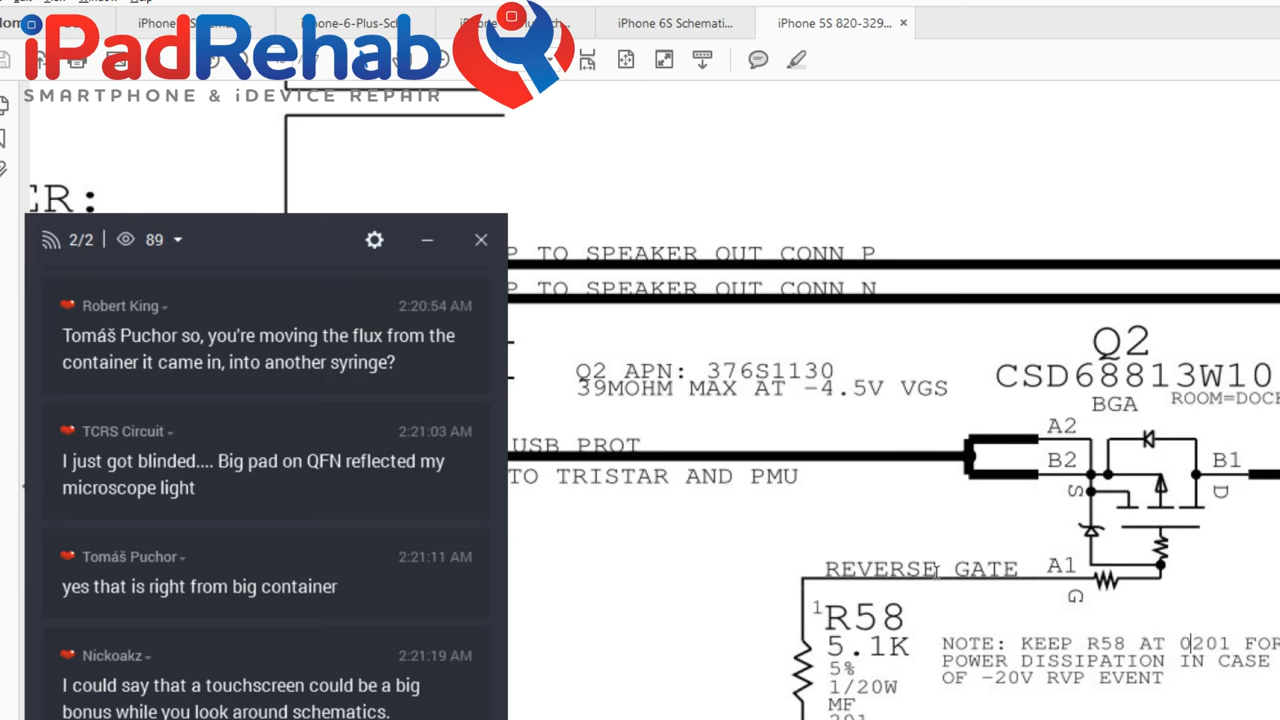 iPhone 6S Schemati...
iPhone 5S 820-329...
iPadRehab
SMARTPHONE & iDEVICE REPAIR
ER:
2/2
89
Robert King
2:20:54 AM
Tomáš Puchor so, you're moving the flux from the
container it came in, into another syringe?
TCRS Circuit
2:21:03 AM
I just got blinded.... Big pad on QFN reflected my
microscope light
Tomáš Puchor
2:21:11 AM
yes that is right from big container
Nickoakz
2:21:19 AM
I could say that a touchscreen could be a big
bonus while you look around schematics.
P TO SPEAKER OUT CONN P
P TO SPEAKER OUT CONN N
Q2 APN: 376S1130
39MOHM MAX AT -4.5V VGS
Q2
CSD68813W10
BGA
ROOM=DOCK
USB PROT
TO TRISTAR AND PMU
A2
B2
S
B1
D
REVERSE GATE
A1
G
1
R58
5.1K
5%
1/20W
MF
201
NOTE: KEEP R58 AT 0201 FOR
POWER DISSIPATION IN CASE
OF -20V RVP EVENT